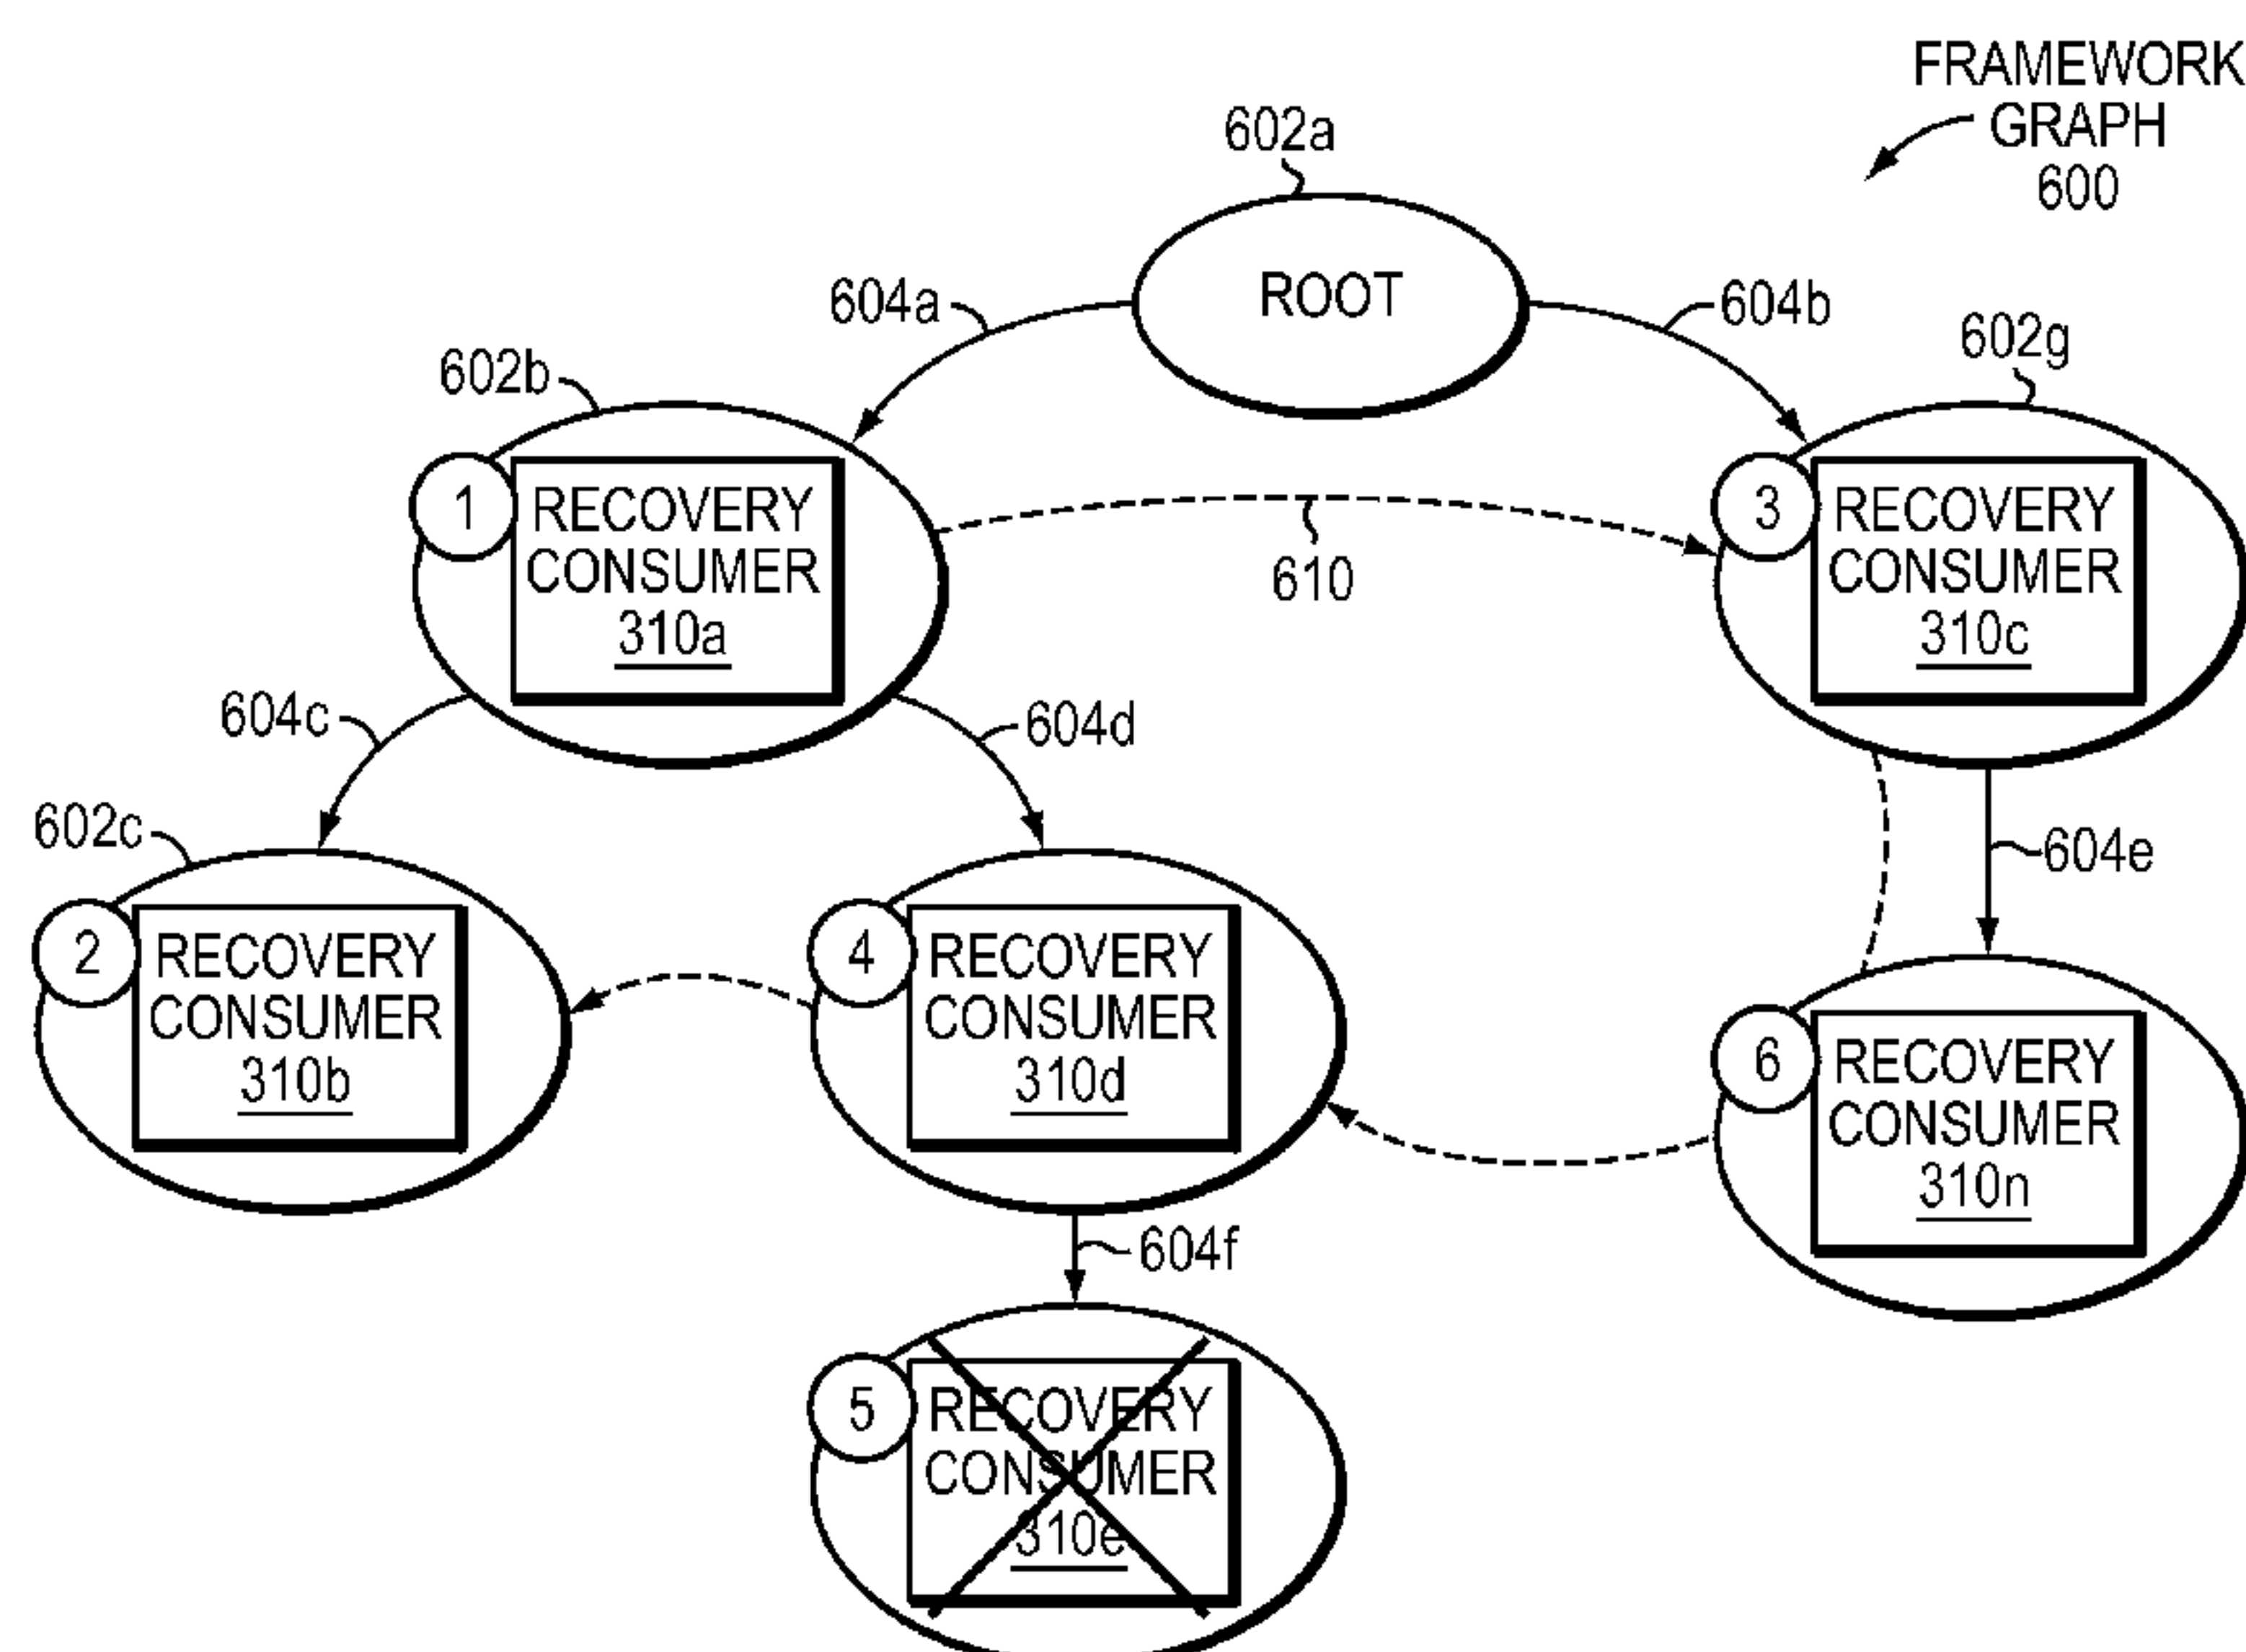 FRAMEWORK
GRAPH
600
602a
ROOT
604a
604b
602b
602g
1
RECOVERY
CONSUMER
310a
610
3
RECOVERY
CONSUMER
310c
604c
604d
602c
604e
2
RECOVERY
CONSUMER
310b
4
RECOVERY
CONSUMER
310d
6
RECOVERY
CONSUMER
310n
604f
5
RECOVERY
CONSUMER
310e